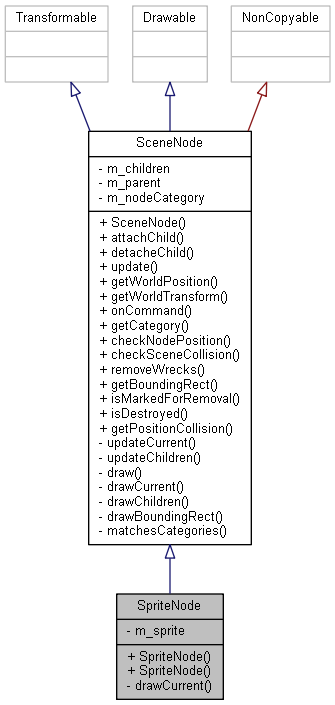 Transformable
Drawable
NonCopyable
SceneNode
- m_children
- m_parent
- m_nodeCategory
+ SceneNode()
+ attachChild()
+ detacheChild()
+ update()
+ getWorldPosition()
+ getWorldTransform()
+ onCommand()
+ getCategory()
+ checkNodePosition()
+ checkSceneCollision()
+ removeWrecks()
+ getBoundingRect()
+ isMarkedForRemoval()
+ isDestroyed()
+ getPositionCollision()
- updateCurrent()
- updateChildren()
- draw()
- drawCurrent()
- drawChildren()
- drawBoundingRect()
- matchesCategories()
SpriteNode
- m_sprite
+ SpriteNode()
+ SpriteNode()
- drawCurrent()